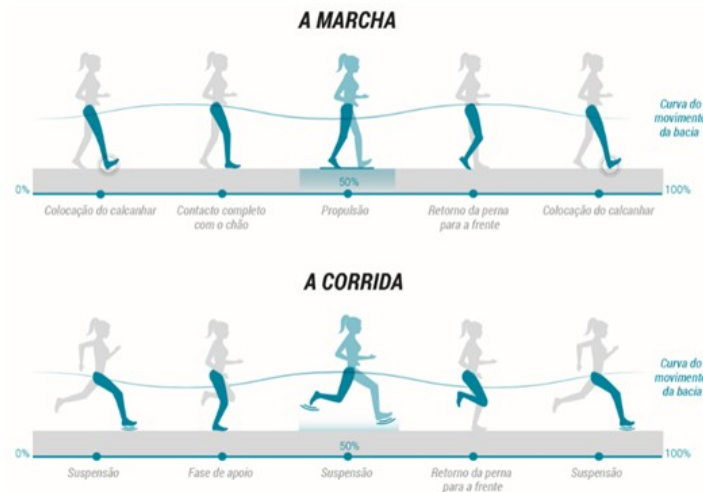 A MARCHA
Curva do
movimento
da bacia
0%
50%
100%
Colocação do calcanhar
Contacto completo
com o chão
Propulsão
Retorno da perna
para a frente
Colocação do calcanhar
A CORRIDA
Curva do
movimento
da bacia
0%
50%
100%
Suspensão
Fase de apoio
Suspensão
Retorno da perna
para a frente
Suspensão